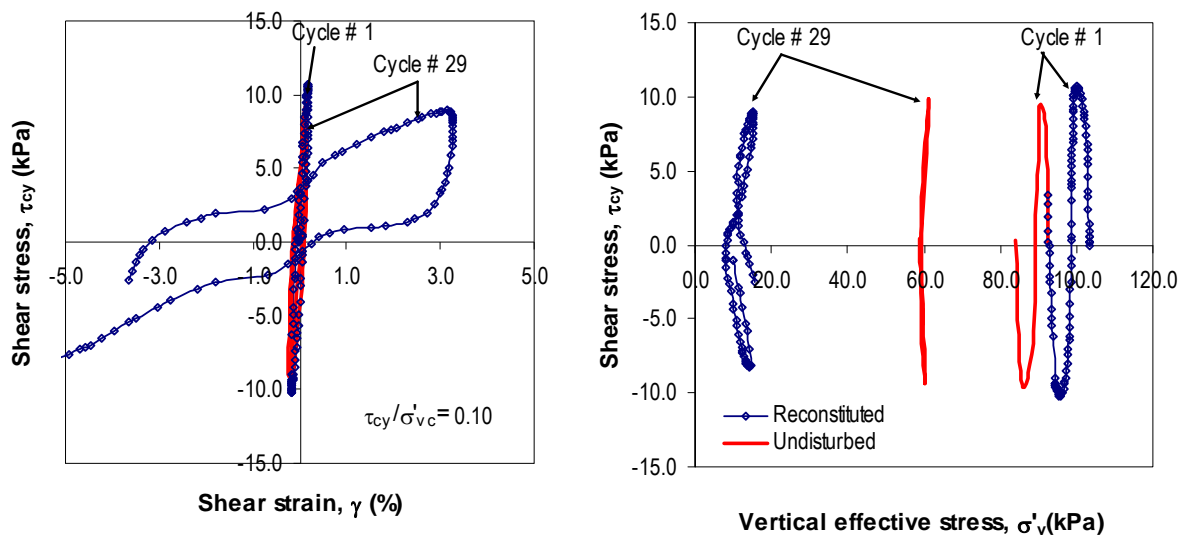 15.0
Cycle # 1
Cycle # 29
10.0
5.0
0.0
-5.0 -3.0 -1.0 1.0 3.0 5.0
-5.0
-10.0
τcy/σ'vc= 0.10
-15.0
Shear stress, τcy (kPa)
Shear strain, γ (%)
15.0
Cycle # 29
Cycle # 1
10.0
5.0
0.0
0.0 20.0 40.0 60.0 80.0 100.0 120.0
-5.0
-10.0
Reconstituted
Undisturbed
-15.0
Shear stress, τcy (kPa)
Vertical effective stress, σ'v(kPa)